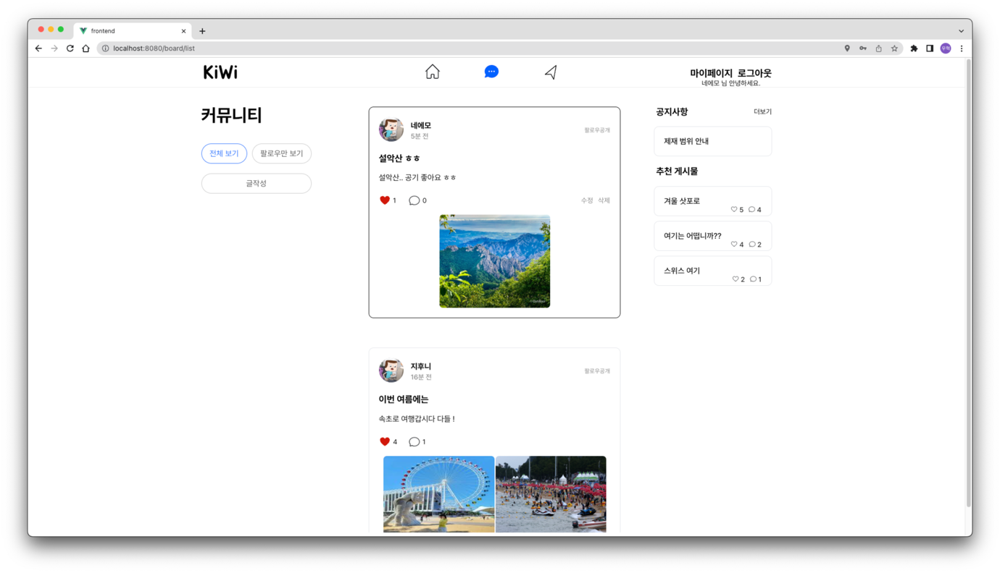 frontend
localhost:8080/board/list
우척
KiWi
마이페이지 로그아웃
네에모 님 안녕하세요.
커뮤니티
전체 보기 팔로우만 보기
글작성
네에모
5분 전
팔로우공개
설악산 ㅎㅎ
설악산.. 공기 좋아요 ㅎㅎ
1 0
수정 삭제
지후니
16분 전
팔로우공개
이번 여름에는
속초로 여행갑시다 다들 !
4 1
공지사항 더보기
제재 범위 안내
추천 게시물
겨울 삿포로
5 4
여기는 어떱니까??
4 2
스위스 여기
2 1